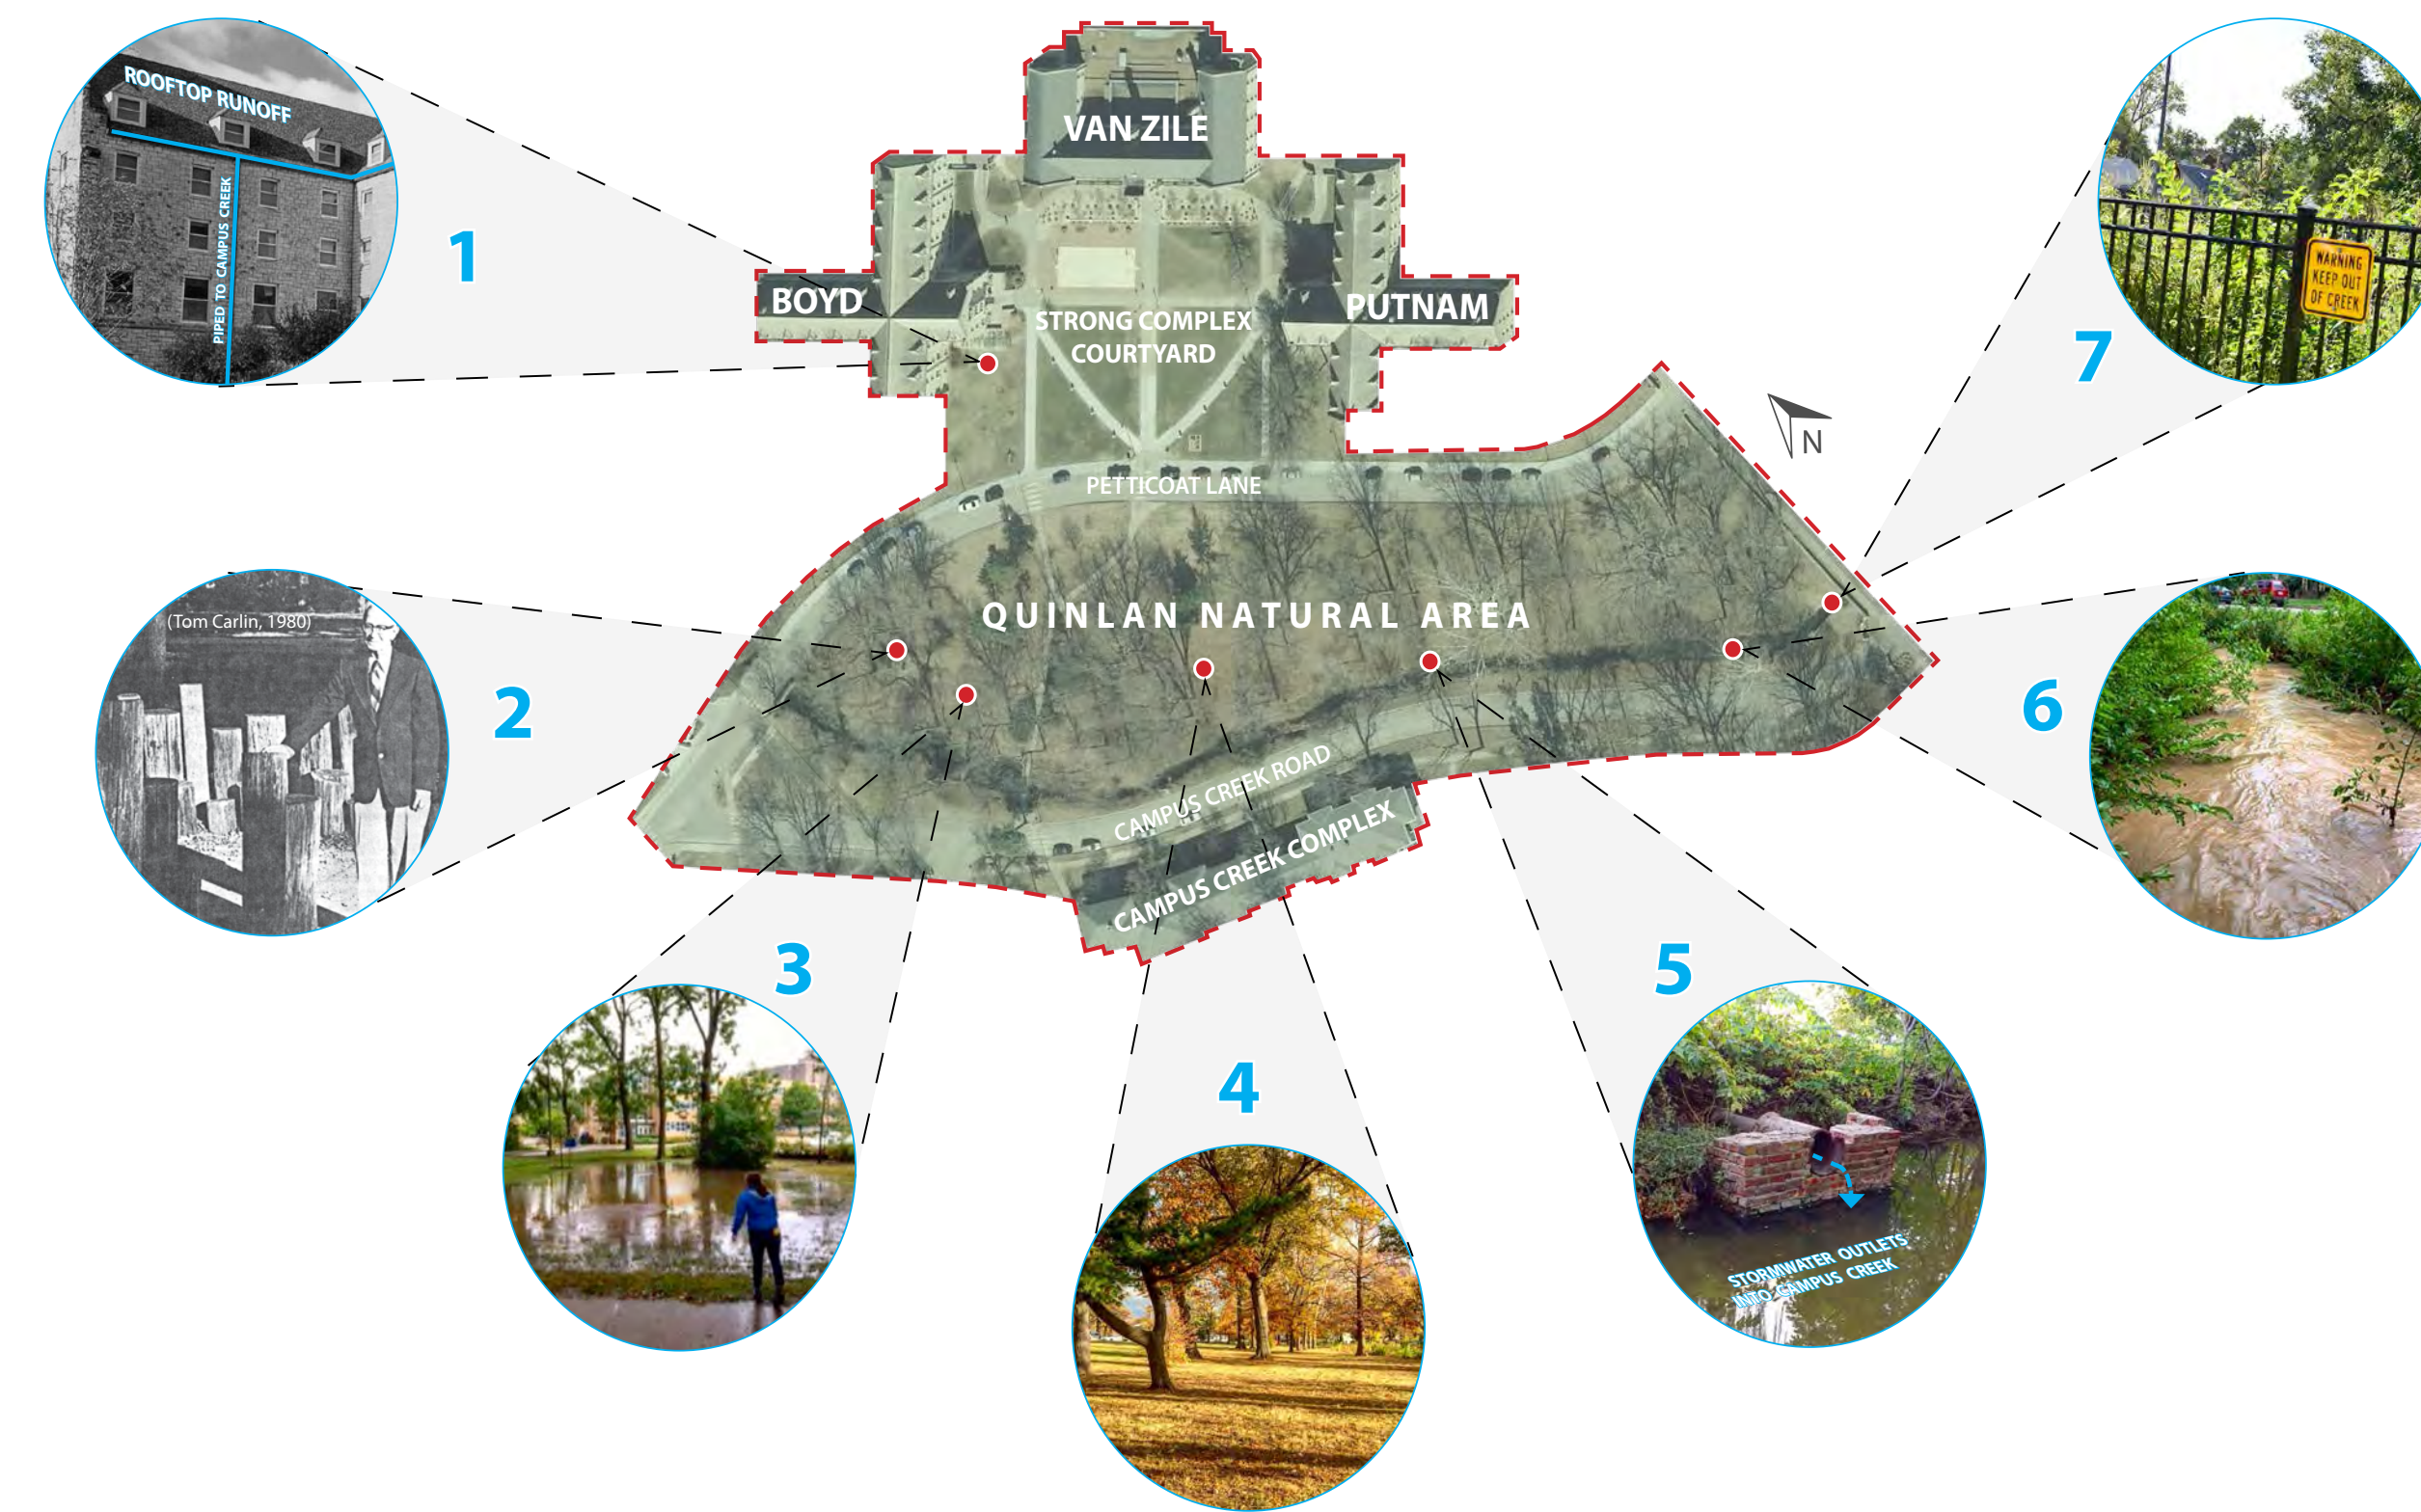 ROOFTOP RUNOFF
PIPED TO CAMPUS CREEK
1
VAN ZILE
BOYD
PUTNAM
STRONG COMPLEX
COURTYARD
PETTICOAT LANE
N
WARNING
KEEP OUT
OF CREEK
7
(Tom Carlin, 1980)
2
QUINLAN NATURAL AREA
6
CAMPUS CREEK ROAD
CAMPUS CREEK COMPLEX
3
4
5
STORMWATER OUTLETS
INTO CAMPUS CREEK